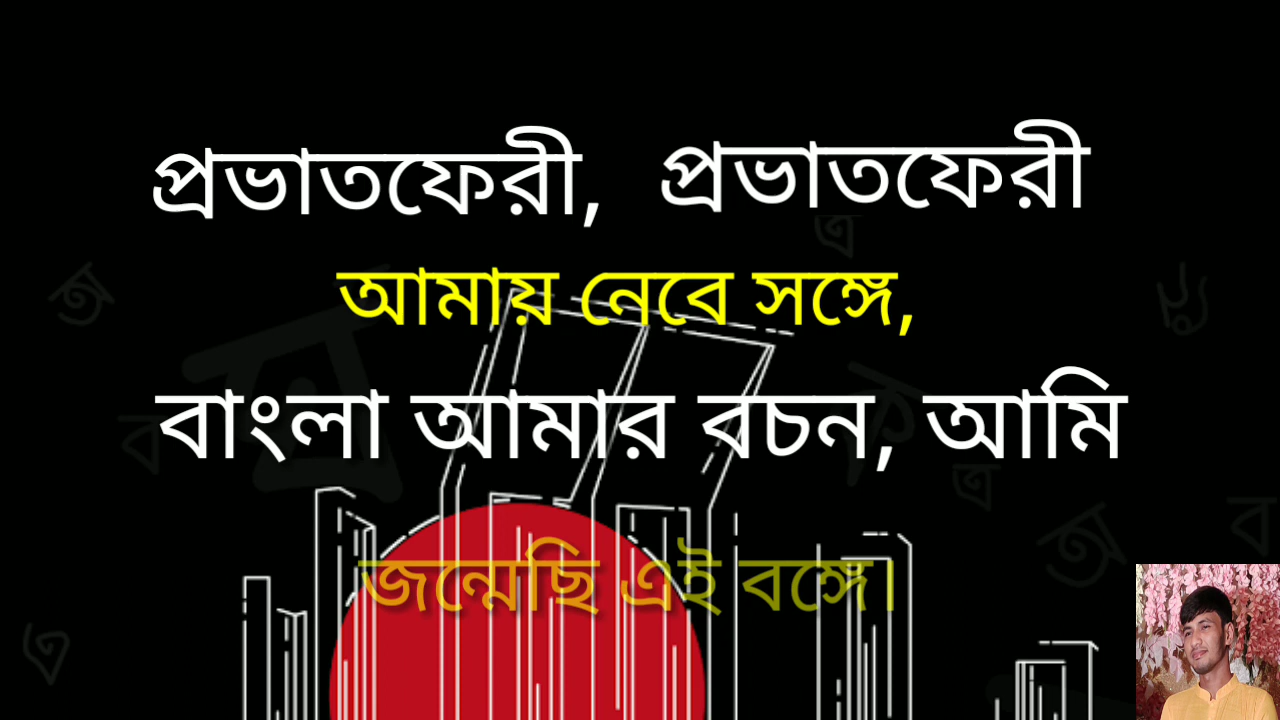 প্রভাতফেরী, প্রভাতফেরী
আমায় নেবে সঙ্গে,
বাংলা আমার বচন, আমি
জন্মেছি এই বঙ্গে।